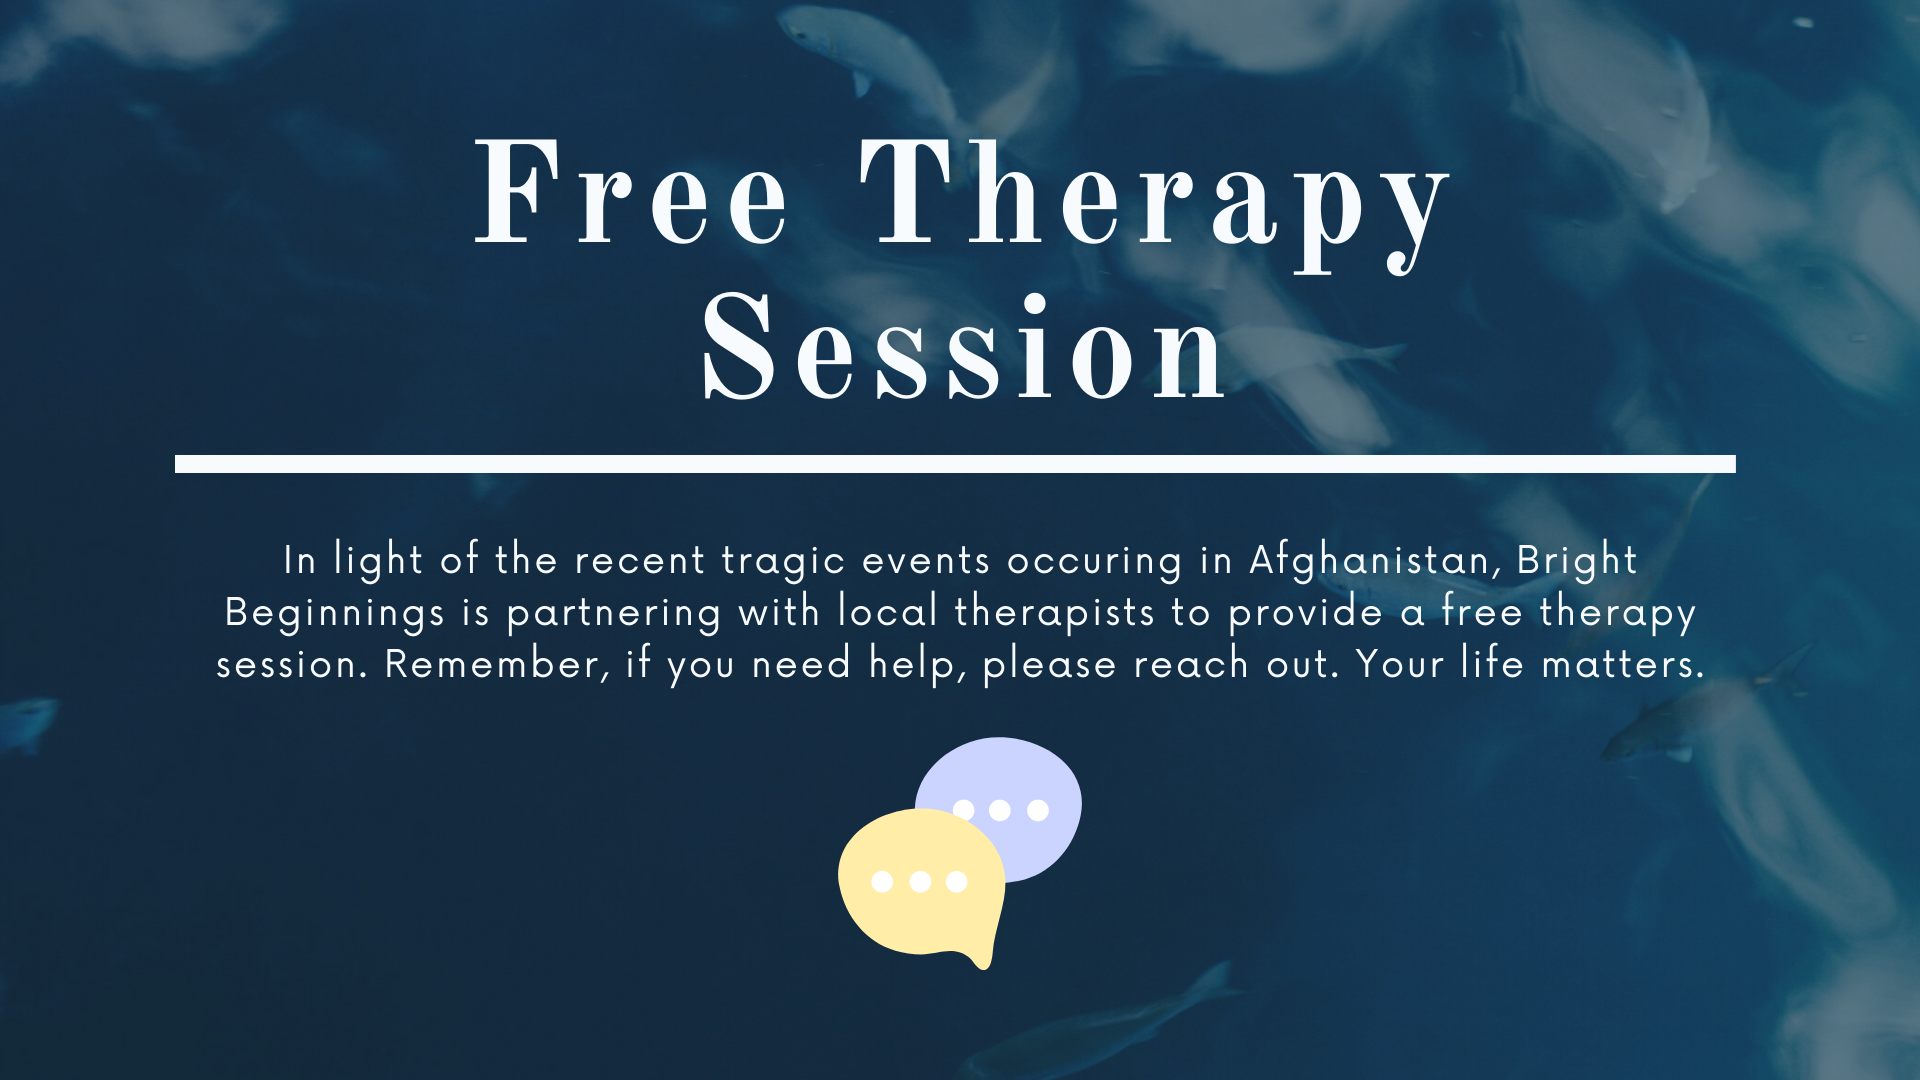 Free Therapy
Session
In light of the recent tragic events occuring in Afghanistan, Bright
Beginnings is partnering with local therapists to provide a free therapy
session. Remember, if you need help, please reach out. Your life matters.